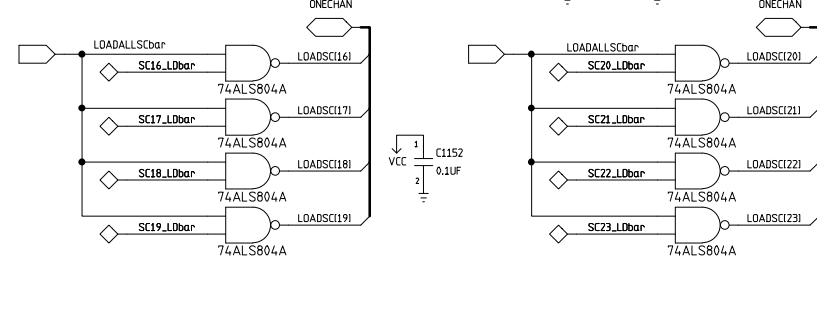 ONECHAN
ONECHAN
LOADALLSCbar
SC16_LDbar
LOADSC[16]
74ALS804A
SC17_LDbar
LOADSC[17]
74ALS804A
SC18_LDbar
LOADSC[18]
74ALS804A
SC19_LDbar
LOADSC[19]
74ALS804A
1
VCC
C1152
0.1UF
2
LOADALLSCbar
SC20_LDbar
LOADSC[20]
74ALS804A
SC21_LDbar
LOADSC[21]
74ALS804A
SC22_LDbar
LOADSC[22]
74ALS804A
SC23_LDbar
LOADSC[23]
74ALS804A